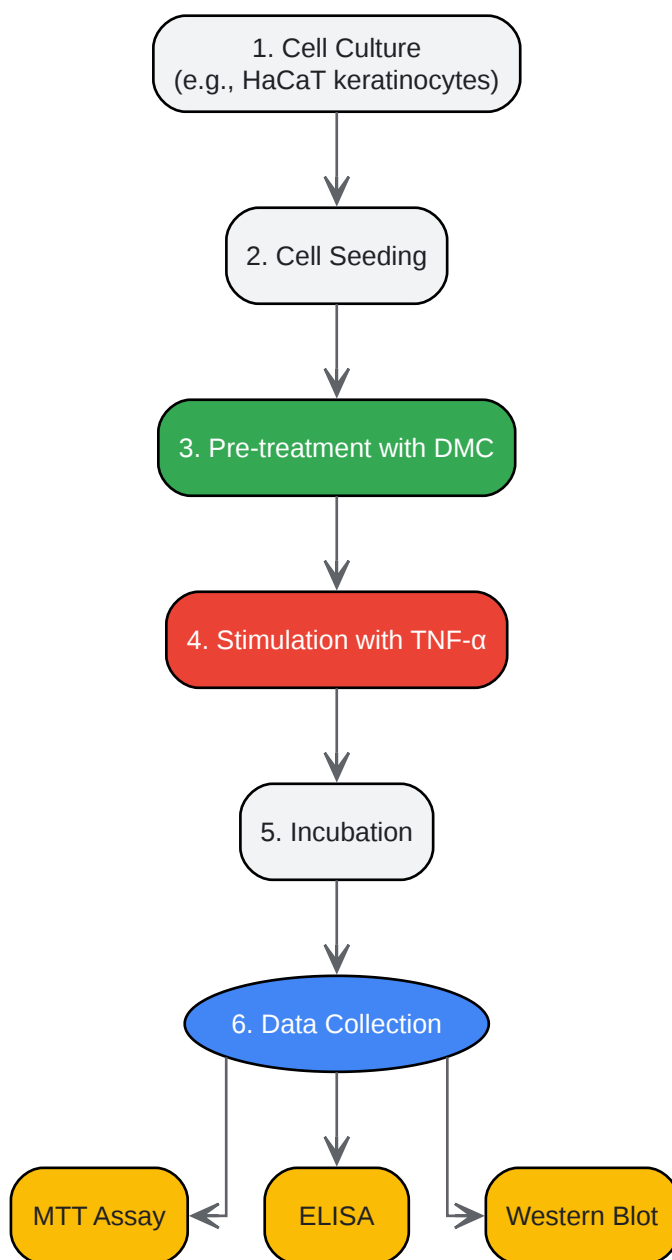 1. Cell Culture
(e.g., HaCaT keratinocytes)
2. Cell Seeding
3. Pre-treatment with DMC
4. Stimulation with TNF-α
5. Incubation
6. Data Collection
MTT Assay
ELISA
Western Blot